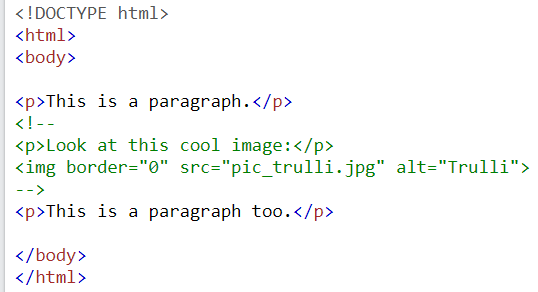 <!DOCTYPE html>
<html>
<body>
<p>This is a paragraph.</p>
<!--
<p>Look at this cool image:</p>
<img border="0" src="pic_trulli.jpg" alt="Trulli">
-->
<p>This is a paragraph too.</p>
</body>
</html>